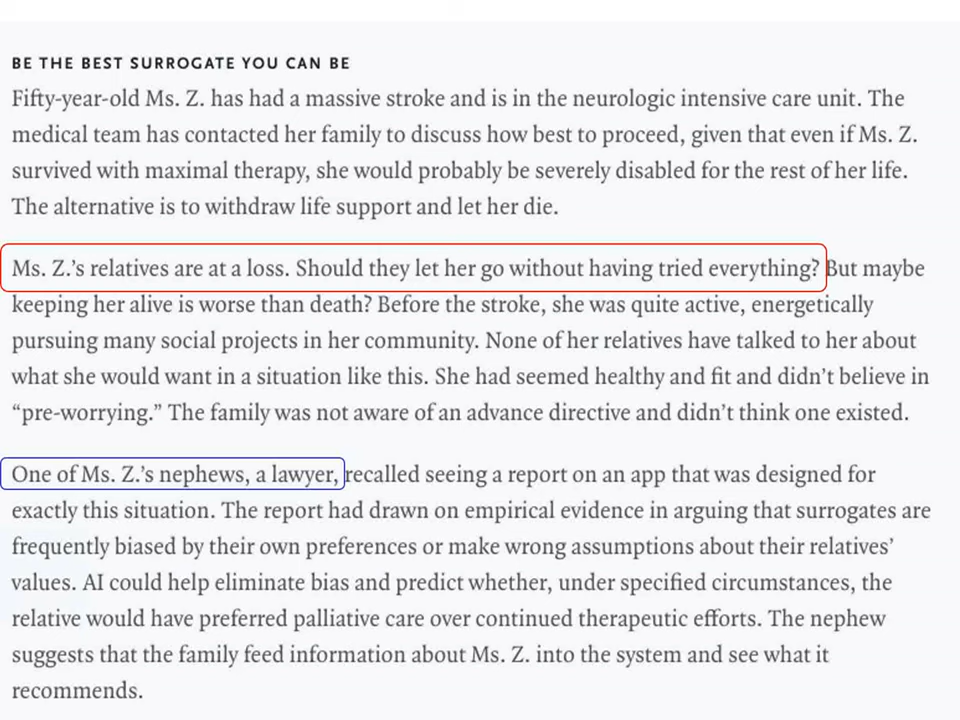 BE THE BEST SURROGATE YOU CAN BE
Fifty-year-old Ms. Z. has had a massive stroke and is in the neurologic intensive care unit. The
medical team has contacted her family to discuss how best to proceed, given that even if Ms. Z.
survived with maximal therapy, she would probably be severely disabled for the rest of her life.
The alternative is to withdraw life support and let her die.
Ms. Z.’s relatives are at a loss. Should they let her go without having tried everything? But maybe
keeping her alive is worse than death? Before the stroke, she was quite active, energetically
pursuing many social projects in her community. None of her relatives have talked to her about
what she would want in a situation like this. She had seemed healthy and fit and didn’t believe in
“pre-worrying.” The family was not aware of an advance directive and didn’t think one existed.
One of Ms. Z.’s nephews, a lawyer, recalled seeing a report on an app that was designed for
exactly this situation. The report had drawn on empirical evidence in arguing that surrogates are
frequently biased by their own preferences or make wrong assumptions about their relatives’
values. AI could help eliminate bias and predict whether, under specified circumstances, the
relative would have preferred palliative care over continued therapeutic efforts. The nephew
suggests that the family feed information about Ms. Z. into the system and see what it
recommends.